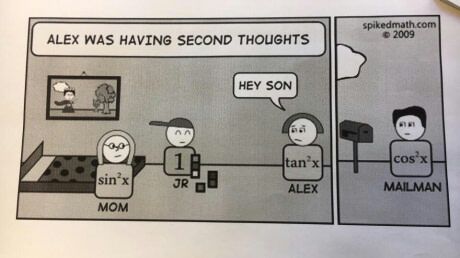 ALEX WAS HAVING SECOND THOUGHTS
spikedmath.com
© 2009
HEY SON
sin²x
MOM
1
JR
tan²x
ALEX
cos²x
MAILMAN